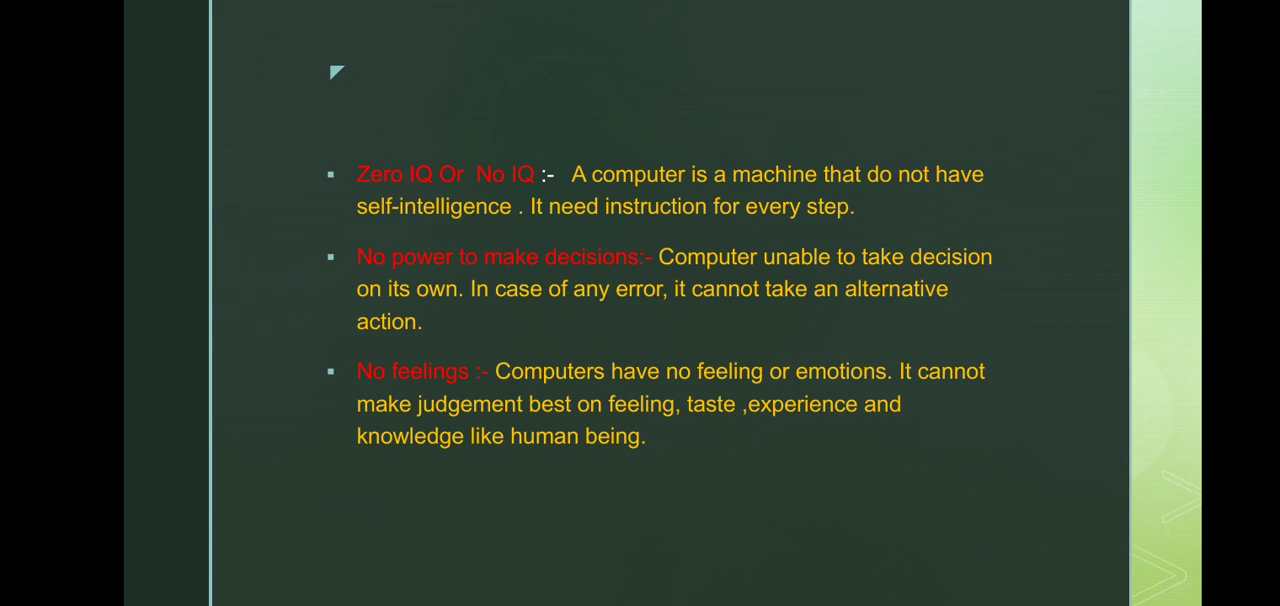 Zero IQ Or  No IQ :-   A computer is a machine that do not have
self-intelligence . It need instruction for every step.
No power to make decisions:- Computer unable to take decision
on its own. In case of any error, it cannot take an alternative
action.
No feelings :- Computers have no feeling or emotions. It cannot
make judgement best on feeling, taste ,experience and
knowledge like human being.